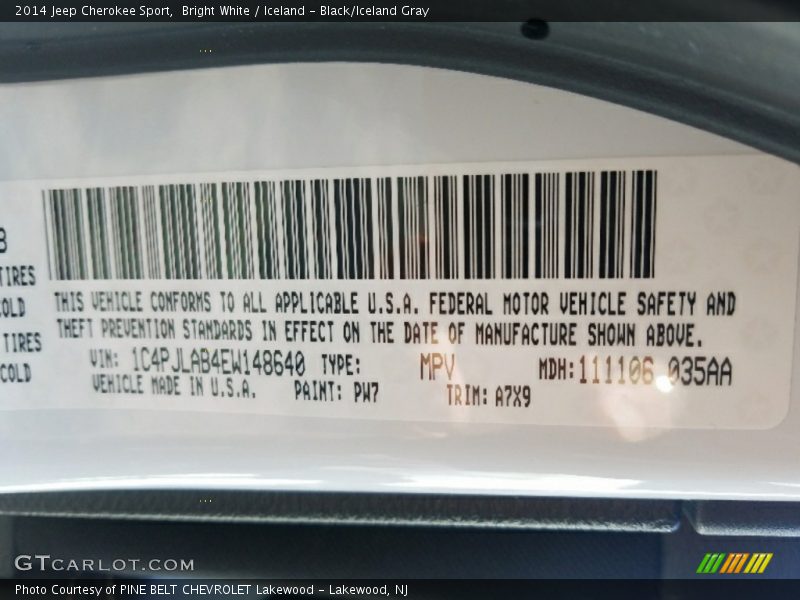 2014 Jeep Cherokee Sport, Bright White / Iceland - Black/Iceland Gray
TIRES
COLD
TIRES
COLD
THIS VEHICLE CONFORMS TO ALL APPLICABLE U.S.A. FEDERAL MOTOR VEHICLE SAFETY AND
THEFT PREVENTION STANDARDS IN EFFECT ON THE DATE OF MANUFACTURE SHOWN ABOVE.
VIN: 1C4PJLAB4EW148640 TYPE: MPV MDH:111106 035AA
VEHICLE MADE IN U.S.A. PAINT: PW7 TRIM: A7X9
GTCARLOT.COM
Photo Courtesy of PINE BELT CHEVROLET Lakewood - Lakewood, NJ